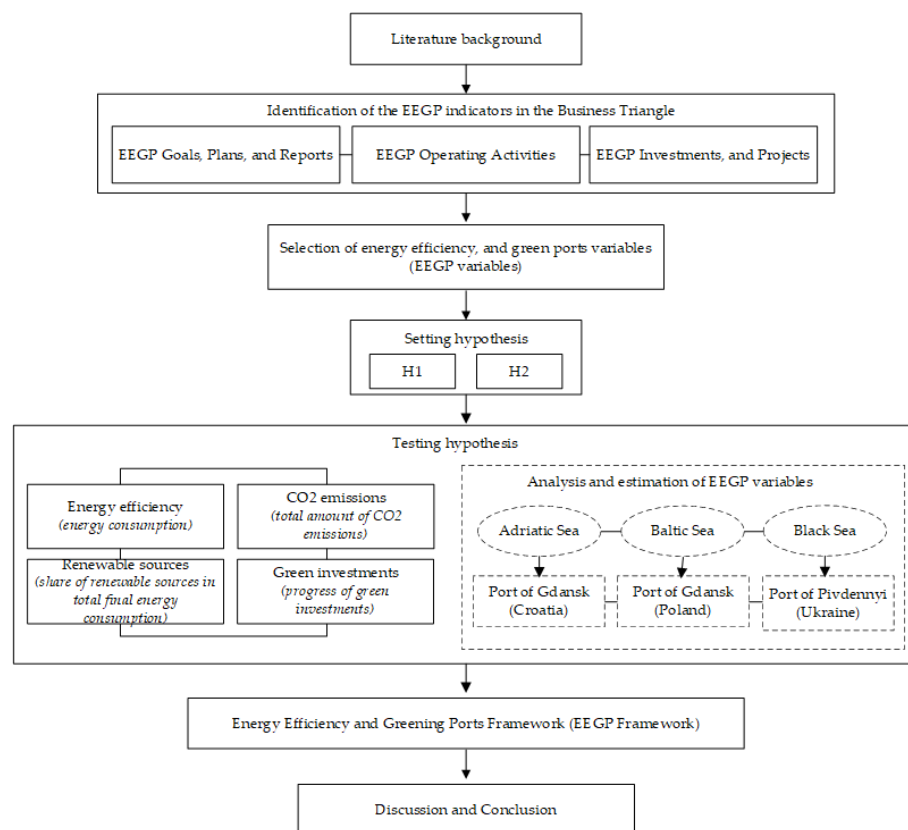 Literature background
Identification of the EEGP indicators in the Business Triangle
EEGP Goals, Plans, and Reports
EEGP Operating Activities
EEGP Investments, and Projects
Selection of energy efficiency, and green ports variables
(EEGP variables)
Setting hypothesis
H1
H2
Testing hypothesis
Energy efficiency
(energy consumption)
CO2 emissions
(total amount of CO2
emissions)
Renewable sources
(share of renewable sources in
total final energy
consumption)
Green investments
(progress of green
investments)
Analysis and estimation of EEGP variables
Adriatic Sea
Baltic Sea
Black Sea
Port of Gdansk
(Croatia)
Port of Gdansk
(Poland)
Port of Pivdennyi
(Ukraine)
Energy Efficiency and Greening Ports Framework (EEGP Framework)
Discussion and Conclusion